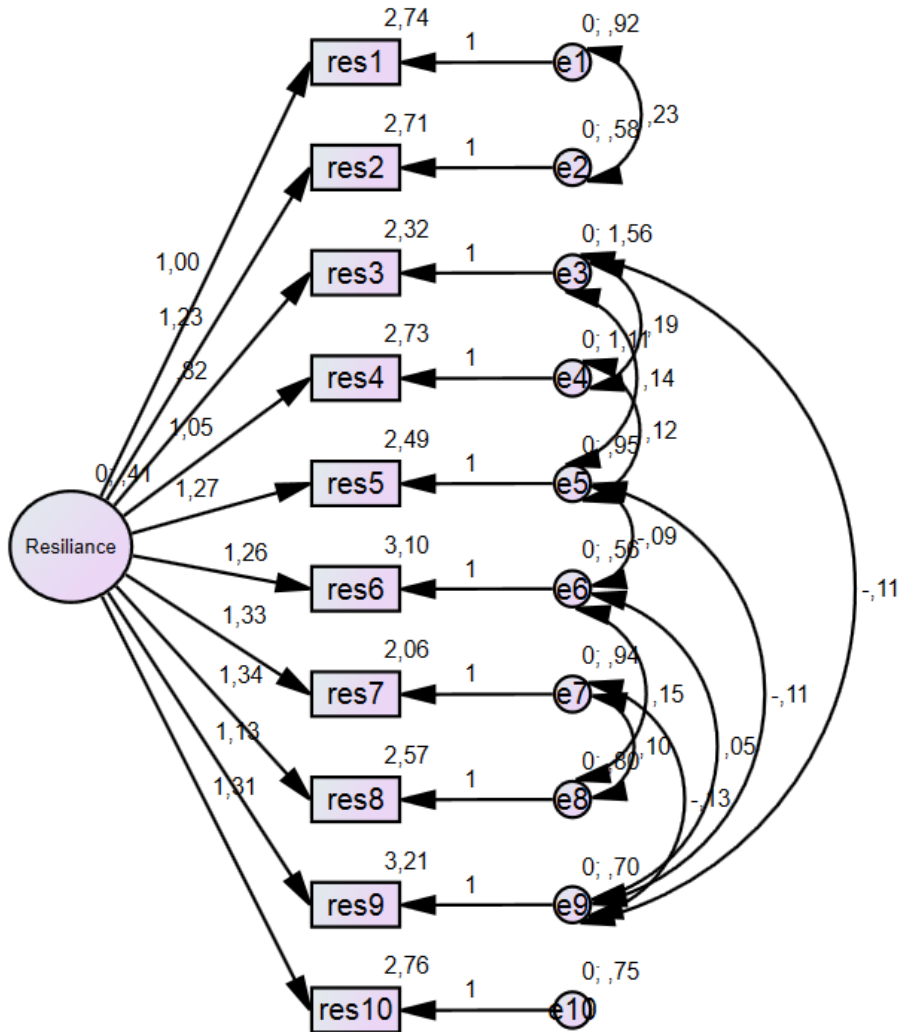 2,74
0; ,92
res1
1
e1
,23
2,71
0; ,58
res2
1
e2
2,32
0; 1,56
res3
1
e3
1,00
1,23
,19
2,73
0; 1,11
,82
res4
1
e4
,14
1,05
,12
2,49
0; ,95
0; ,41
1,27
res5
1
e5
Resiliance
-,09
3,10
0; ,56
1,26
res6
1
e6
-,11
1,33
2,06
0; ,94
1,34
res7
1
e7
,15
-,11
1,13
,10
,05
2,57
0; ,80
1,31
res8
1
e8
-,13
3,21
0; ,70
res9
1
e9
2,76
0; ,75
res10
1
e10